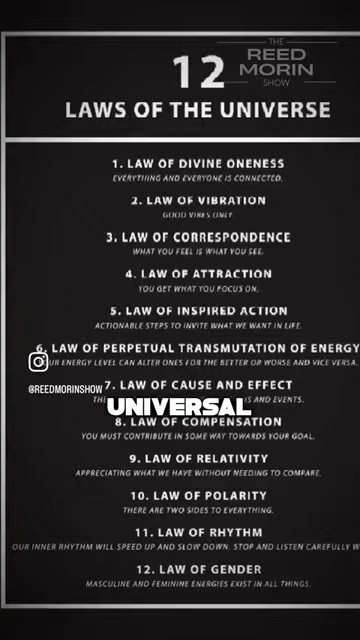 THE
REED
MORIN
SHOW
12
LAWS OF THE UNIVERSE
1. LAW OF DIVINE ONENESS
EVERYTHING AND EVERYONE IS CONNECTED.
2. LAW OF VIBRATION
GOOD VIBES ONLY
3. LAW OF CORRESPONDENCE
WHAT YOU FEEL IS WHAT YOU SEE.
4. LAW OF ATTRACTION
YOU GET WHAT YOU FOCUS ON.
5. LAW OF INSPIRED ACTION
ACTIONABLE STEPS TO INVITE WHAT WE WANT IN LIFE.
6. LAW OF PERPETUAL TRANSMUTATION OF ENERGY
ENERGY LEVEL CAN ALTER ONES FOR THE BETTER OR WORSE AND VICE VERSA.
@REEDMORINSHOW
7. LAW OF CAUSE AND EFFECT
AND EVENTS.
UNIVERSAL
8. LAW OF COMPENSATION
YOU MUST CONTRIBUTE IN SOME WAY TOWARDS YOUR GOAL.
9. LAW OF RELATIVITY
APPRECIATING WHAT WE HAVE WITHOUT NEEDING TO COMPARE.
10. LAW OF POLARITY
THERE ARE TWO SIDES TO EVERYTHING.
11. LAW OF RHYTHM
OUR INNER RHYTHM WILL SPEED UP AND SLOW DOWN. STOP AND LISTEN CAREFULLY
12. LAW OF GENDER
MASCULINE AND FEMININE ENERGIES EXIST IN ALL THINGS.